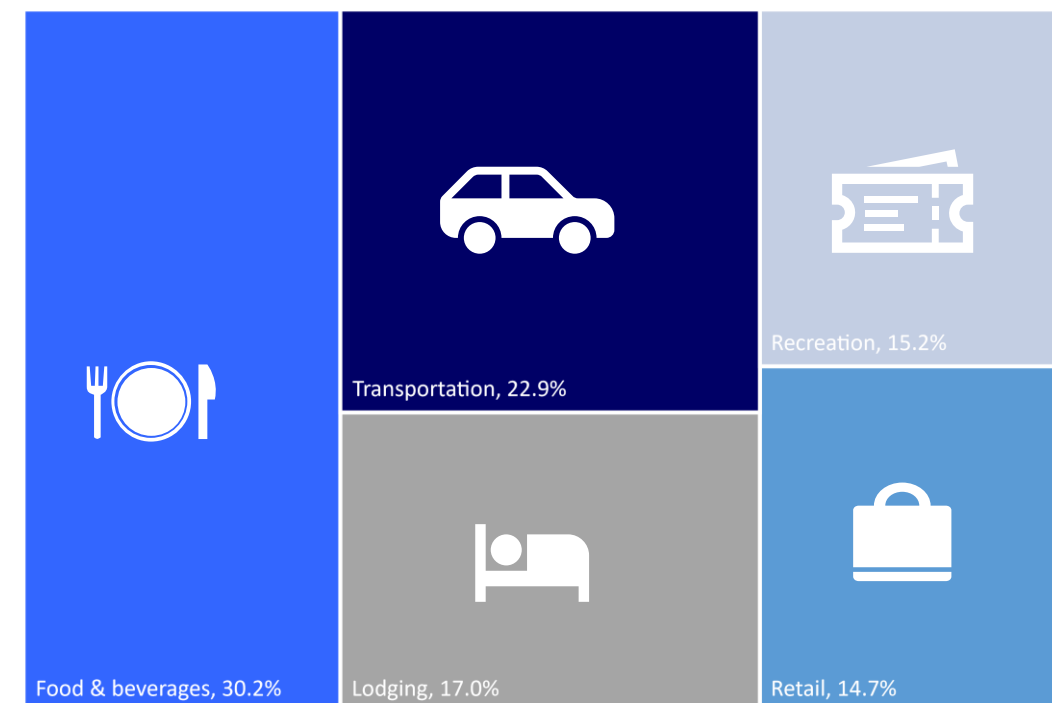 Food & beverages, 30.2%
Transportation, 22.9%
Lodging, 17.0%
Recreation, 15.2%
Retail, 14.7%